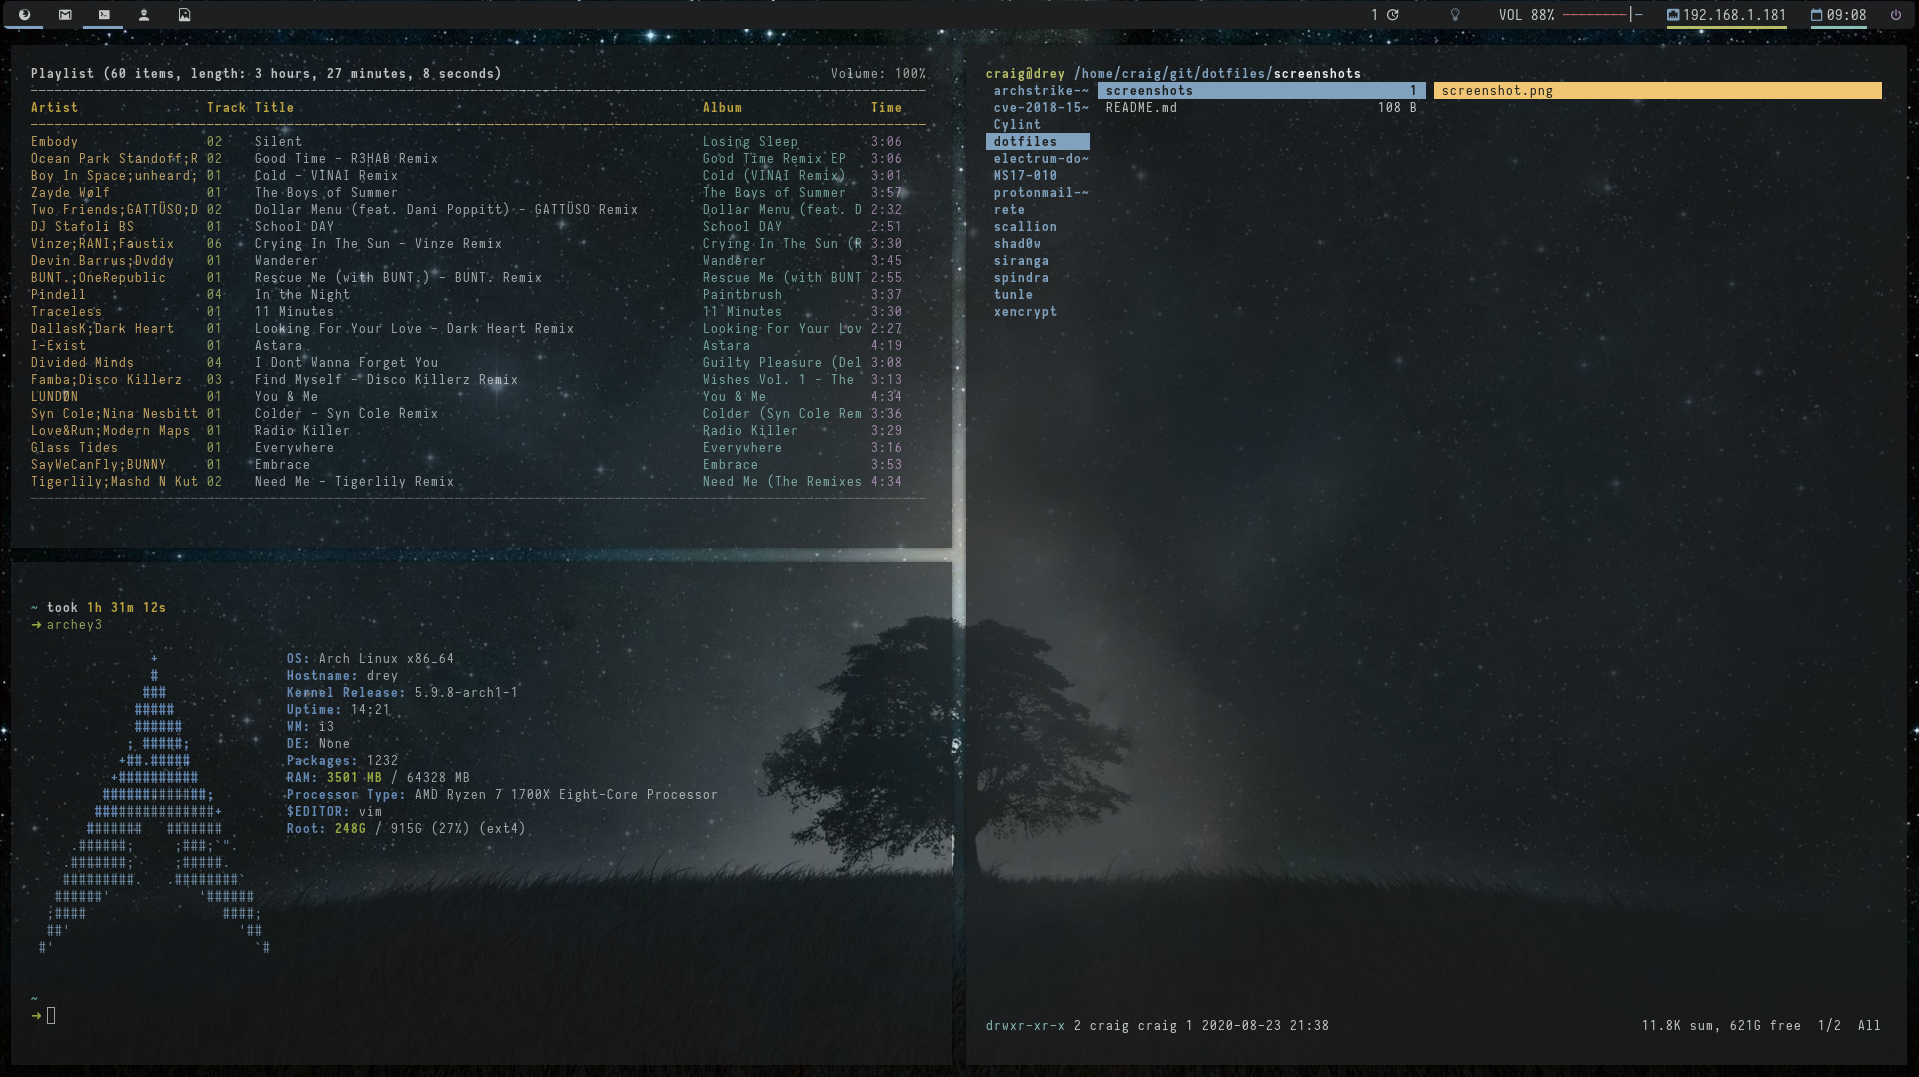 1
VOL 88%
192.168.1.181
09:08
Playlist (60 items, length: 3 hours, 27 minutes, 8 seconds) Volume: 100%
Artist Track Title Album Time
Embody 02 Silent Losing Sleep 3:06
Ocean Park Standoff;R 02 Good Time - R3HAB Remix Good Time Remix EP 3:06
Boy In Space;unheard; 01 Cold - VINAI Remix Cold (VINAI Remix) 3:01
Zayde Wølf 01 The Boys of Summer The Boys of Summer 3:57
Two Friends;GATTÜSO;D 02 Dollar Menu (feat. Dani Poppitt) - GATTÜSO Remix Dollar Menu (feat. D 2:32
DJ Stafoli BS 01 School DAY School DAY 2:51
Vinze;RANI;Faustix 06 Crying In The Sun - Vinze Remix Crying In The Sun (R 3:30
Devin Barrus;Dvddy 01 Wanderer Wanderer 3:45
BUNT.;OneRepublic 01 Rescue Me (with BUNT.) - BUNT. Remix Rescue Me (with BUNT 2:55
Pindell 04 In the Night Paintbrush 3:37
Traceless 01 11 Minutes 11 Minutes 3:30
DallasK;Dark Heart 01 Looking For Your Love - Dark Heart Remix Looking For Your Lov 2:27
I-Exist 01 Astara Astara 4:19
Divided Minds 04 I Dont Wanna Forget You Guilty Pleasure (Del 3:08
Famba;Disco Killerz 03 Find Myself - Disco Killerz Remix Wishes Vol. 1 - The 3:13
LUNDØN 01 You & Me You & Me 4:34
Syn Cole;Nina Nesbitt 01 Colder - Syn Cole Remix Colder (Syn Cole Rem 3:36
Love&Run;Modern Maps 01 Radio Killer Radio Killer 3:29
Glass Tides 01 Everywhere Everywhere 3:16
SayWeCanFly;BUNNY 01 Embrace Embrace 3:53
Tigerlily;Mashd N Kut 02 Need Me - Tigerlily Remix Need Me (The Remixes 4:34
~ took 1h 31m 12s
➜ archey3
+
#
###
#####
######
; #####;
+##.#####
+##########
#############;
###############+
#######   #######
.######;     ;###;`".
.#######;     ;#####.
#########.   .########`
######'           '######
;####                 ####;
##'                     '##
#'                         `#
OS: Arch Linux x86_64
Hostname: drey
Kernel Release: 5.9.8-arch1-1
Uptime: 14:21
WM: i3
DE: None
Packages: 1232
RAM: 3501 MB / 64328 MB
Processor Type: AMD Ryzen 7 1700X Eight-Core Processor
$EDITOR: vim
Root: 248G / 915G (27%) (ext4)
~
➜
craig@drey /home/craig/git/dotfiles/screenshots
archstrike-~ screenshots 1 screenshot.png
cve-2018-15~ README.md 108 B
Cylint
dotfiles
electrum-do~
MS17-010
protonmail-~
rete
scallion
shad0w
siranga
spindra
tunle
xencrypt
drwxr-xr-x 2 craig craig 1 2020-08-23 21:38 11.8K sum, 621G free 1/2 All